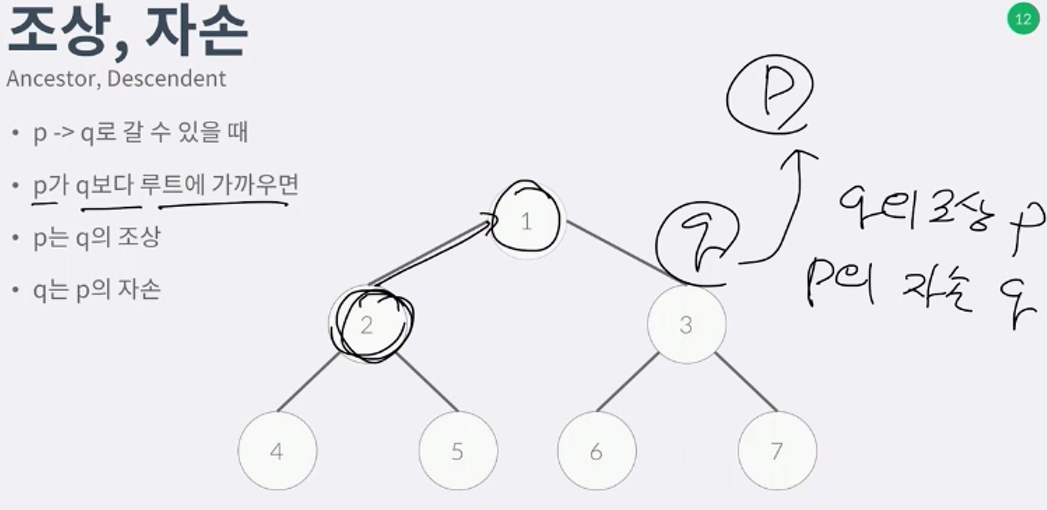 조상, 자손
12
Ancestor, Descendent
• p -> q로 갈 수 있을 때
• p가 q보다 루트에 가까우면
• p는 q의 조상
• q는 p의 자손
P
q
q의 조상 p
p의 자손 q
1
2
3
4
5
6
7